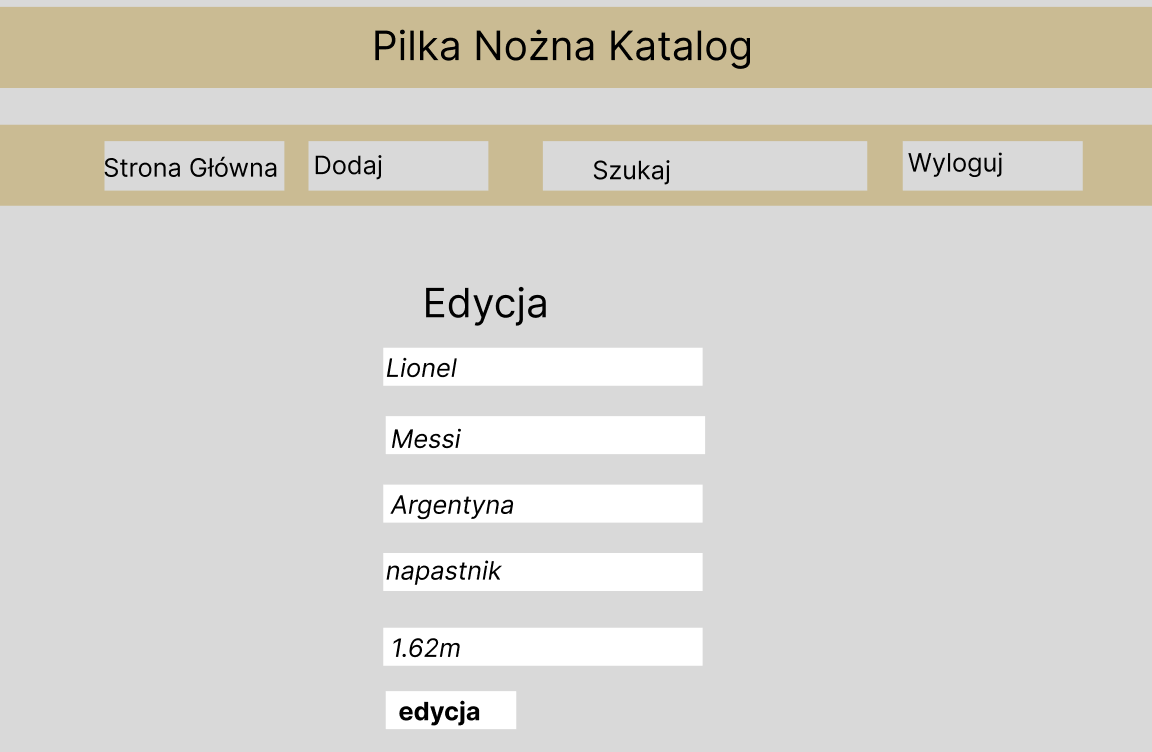 Pilka Nożna Katalog
Strona Główna Dodaj Szukaj Wyloguj
Edycja
Lionel
Messi
Argentyna
napastnik
1.62m
edycja